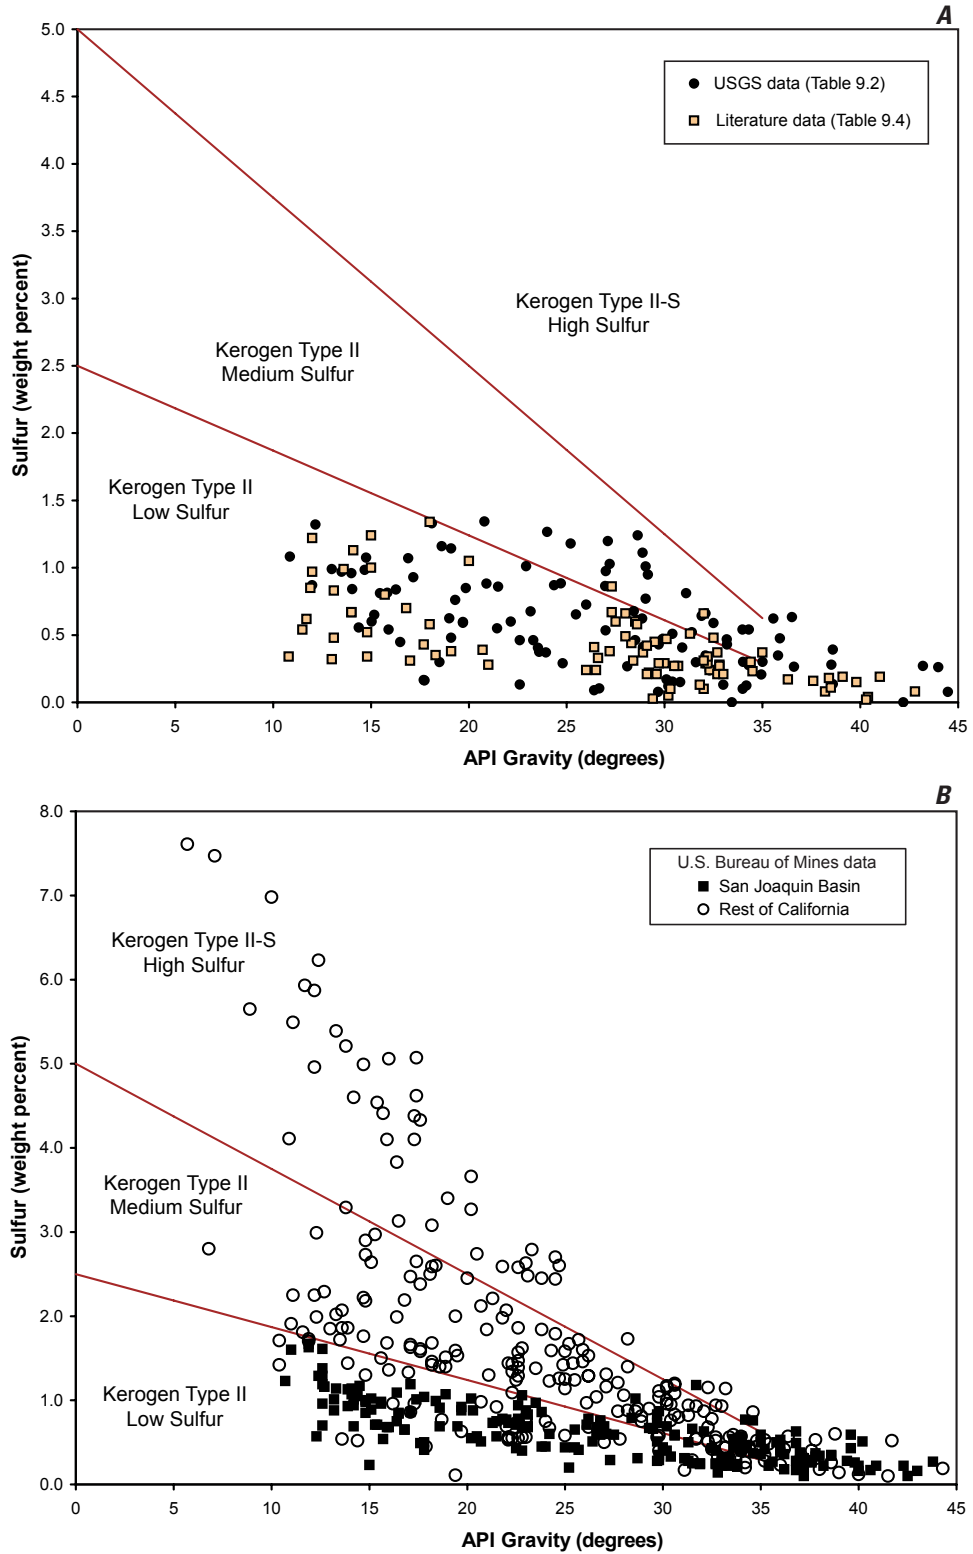 A
5.0
4.5
4.0
3.5
3.0
2.5
2.0
1.5
1.0
0.5
0.0
Sulfur (weight percent)
USGS data (Table 9.2)
Literature data (Table 9.4)
Kerogen Type II-S
High Sulfur
Kerogen Type II
Medium Sulfur
Kerogen Type II
Low Sulfur
0 5 10 15 20 25 30 35 40 45
API Gravity (degrees)
B
8.0
7.0
6.0
5.0
4.0
3.0
2.0
1.0
0.0
Sulfur (weight percent)
U.S. Bureau of Mines data
San Joaquin Basin
Rest of California
Kerogen Type II-S
High Sulfur
Kerogen Type II
Medium Sulfur
Kerogen Type II
Low Sulfur
0 5 10 15 20 25 30 35 40 45
API Gravity (degrees)